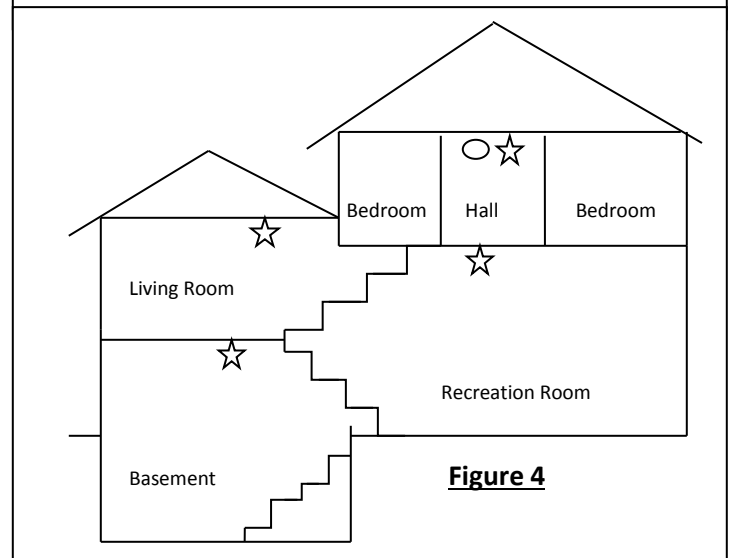 Bedroom Hall Bedroom
Living Room
Recreation Room
Basement
Figure 4